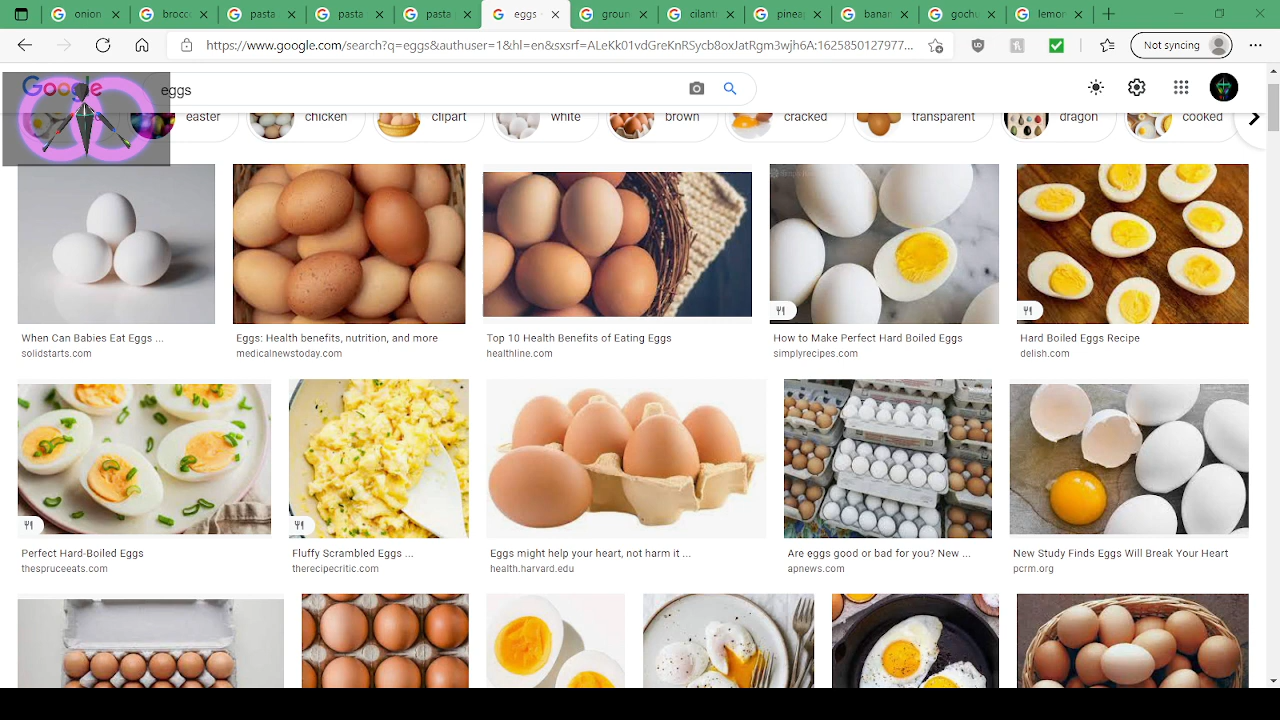 onion
brocc
pasta
pasta
pasta
eggs
groun
cilant
pinea
banan
gochu
lemon
https://www.google.com/search?q=eggs&authuser=1&hl=en&sxsrf=ALeKk01vdGreKnRSycb8oxJatRacn3wjh6A:1625850127977...
Not syncing
Google
eggs
easter
chicken
clipart
white
brown
cracked
transparent
dragon
cooked
When Can Babies Eat Eggs ...
solidstarts.com
Eggs: Health benefits, nutrition, and more
medicalnewstoday.com
Top 10 Health Benefits of Eating Eggs
healthline.com
How to Make Perfect Hard Boiled Eggs
simplyrecipes.com
Hard Boiled Eggs Recipe
delish.com
Perfect Hard-Boiled Eggs
thespruceeats.com
Fluffy Scrambled Eggs ...
therecipecritic.com
Eggs might help your heart, not harm it ...
health.harvard.edu
Are eggs good or bad for you? New ...
apnews.com
New Study Finds Eggs Will Break Your Heart
pcrm.org